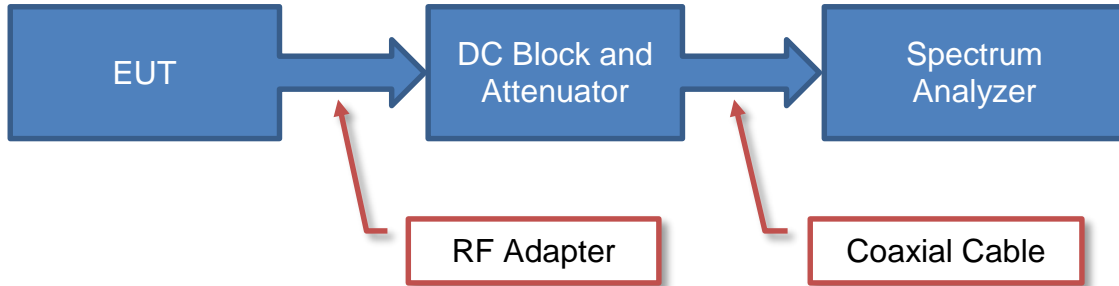 EUT
DC Block and
Attenuator
Spectrum
Analyzer
RF Adapter
Coaxial Cable